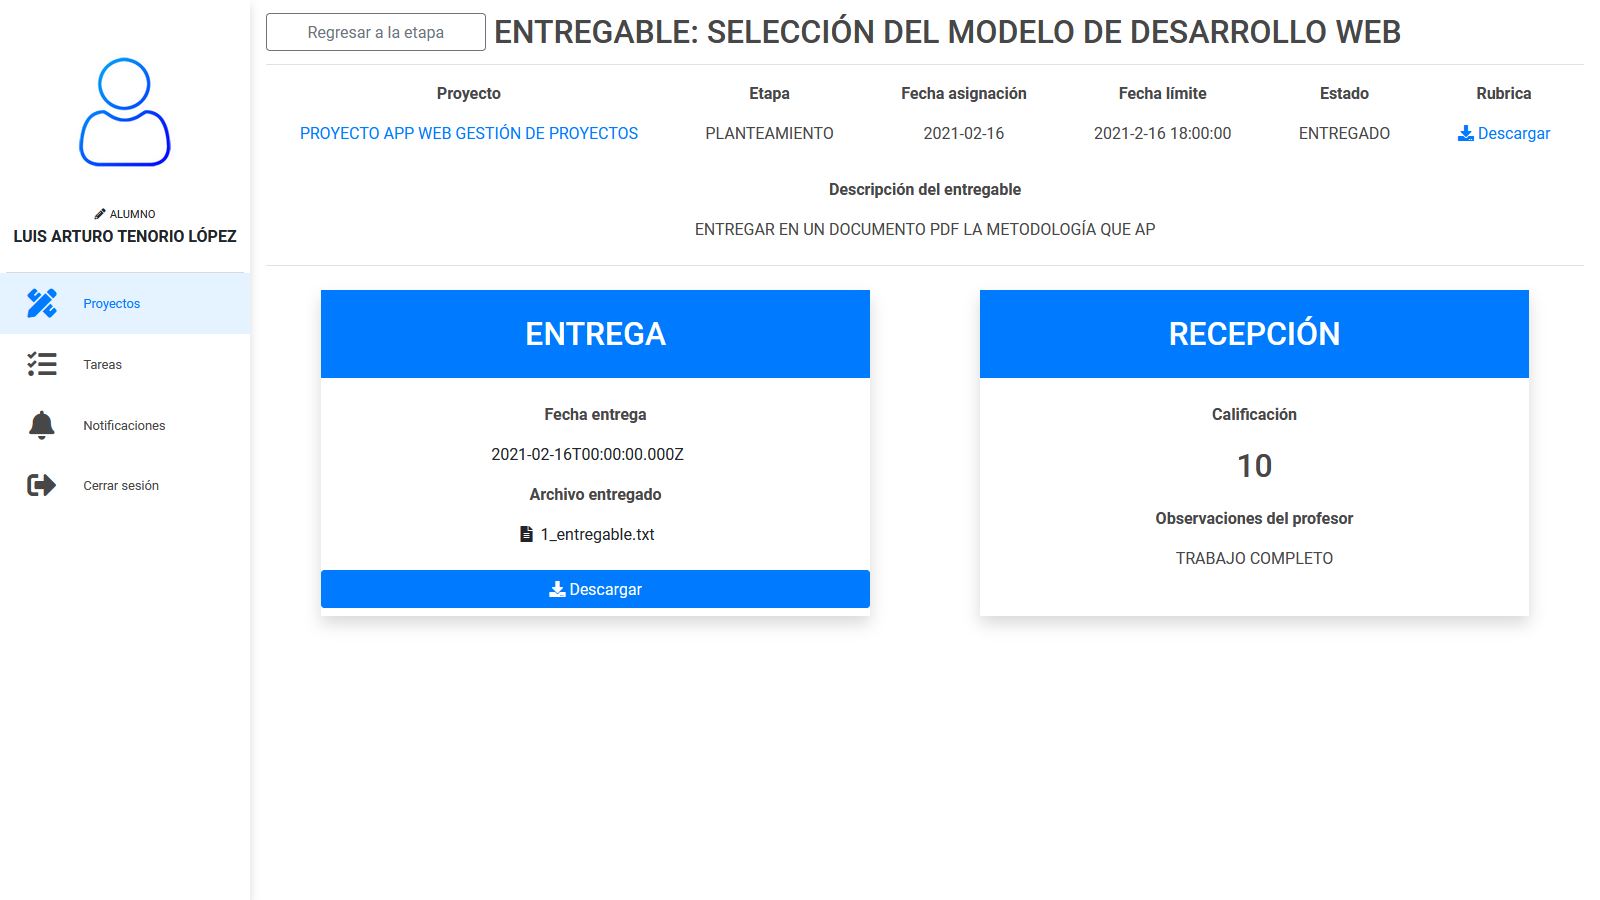 ALUMNO
LUIS ARTURO TENORIO LÓPEZ
Proyectos
Tareas
Notificaciones
Cerrar sesión
Regresar a la etapa
ENTREGABLE: SELECCIÓN DEL MODELO DE DESARROLLO WEB
Proyecto Etapa Fecha asignación Fecha límite Estado Rubrica
PROYECTO APP WEB GESTIÓN DE PROYECTOS PLANTEAMIENTO 2021-02-16 2021-2-16 18:00:00 ENTREGADO Descargar
Descripción del entregable
ENTREGAR EN UN DOCUMENTO PDF LA METODOLOGÍA QUE AP
ENTREGA
Fecha entrega
2021-02-16T00:00:00.000Z
Archivo entregado
1_entregable.txt
Descargar
RECEPCIÓN
Calificación
10
Observaciones del profesor
TRABAJO COMPLETO